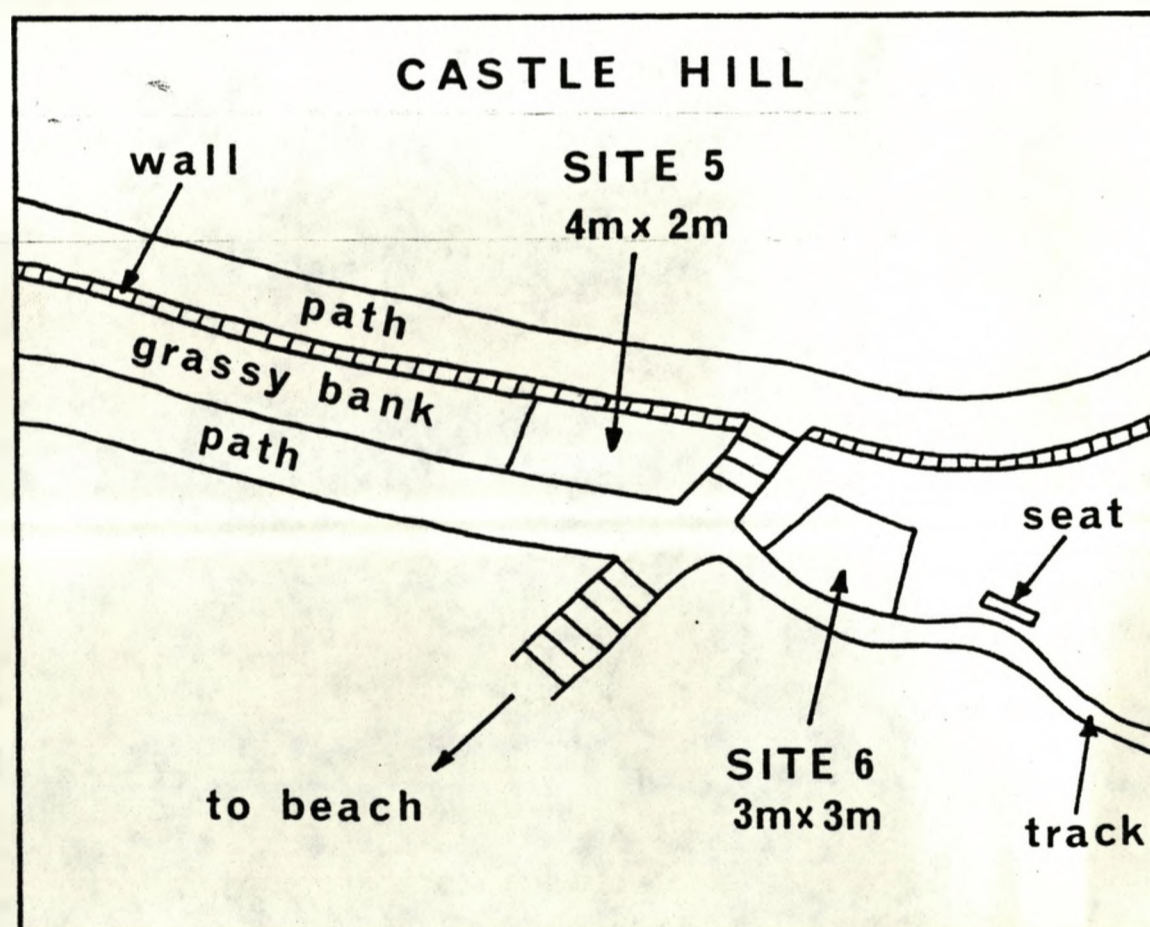 CASTLE HILL
wall
SITE 5
4m x 2m
path
grassy bank
path
seat
SITE 6
3m x 3m
to beach
track